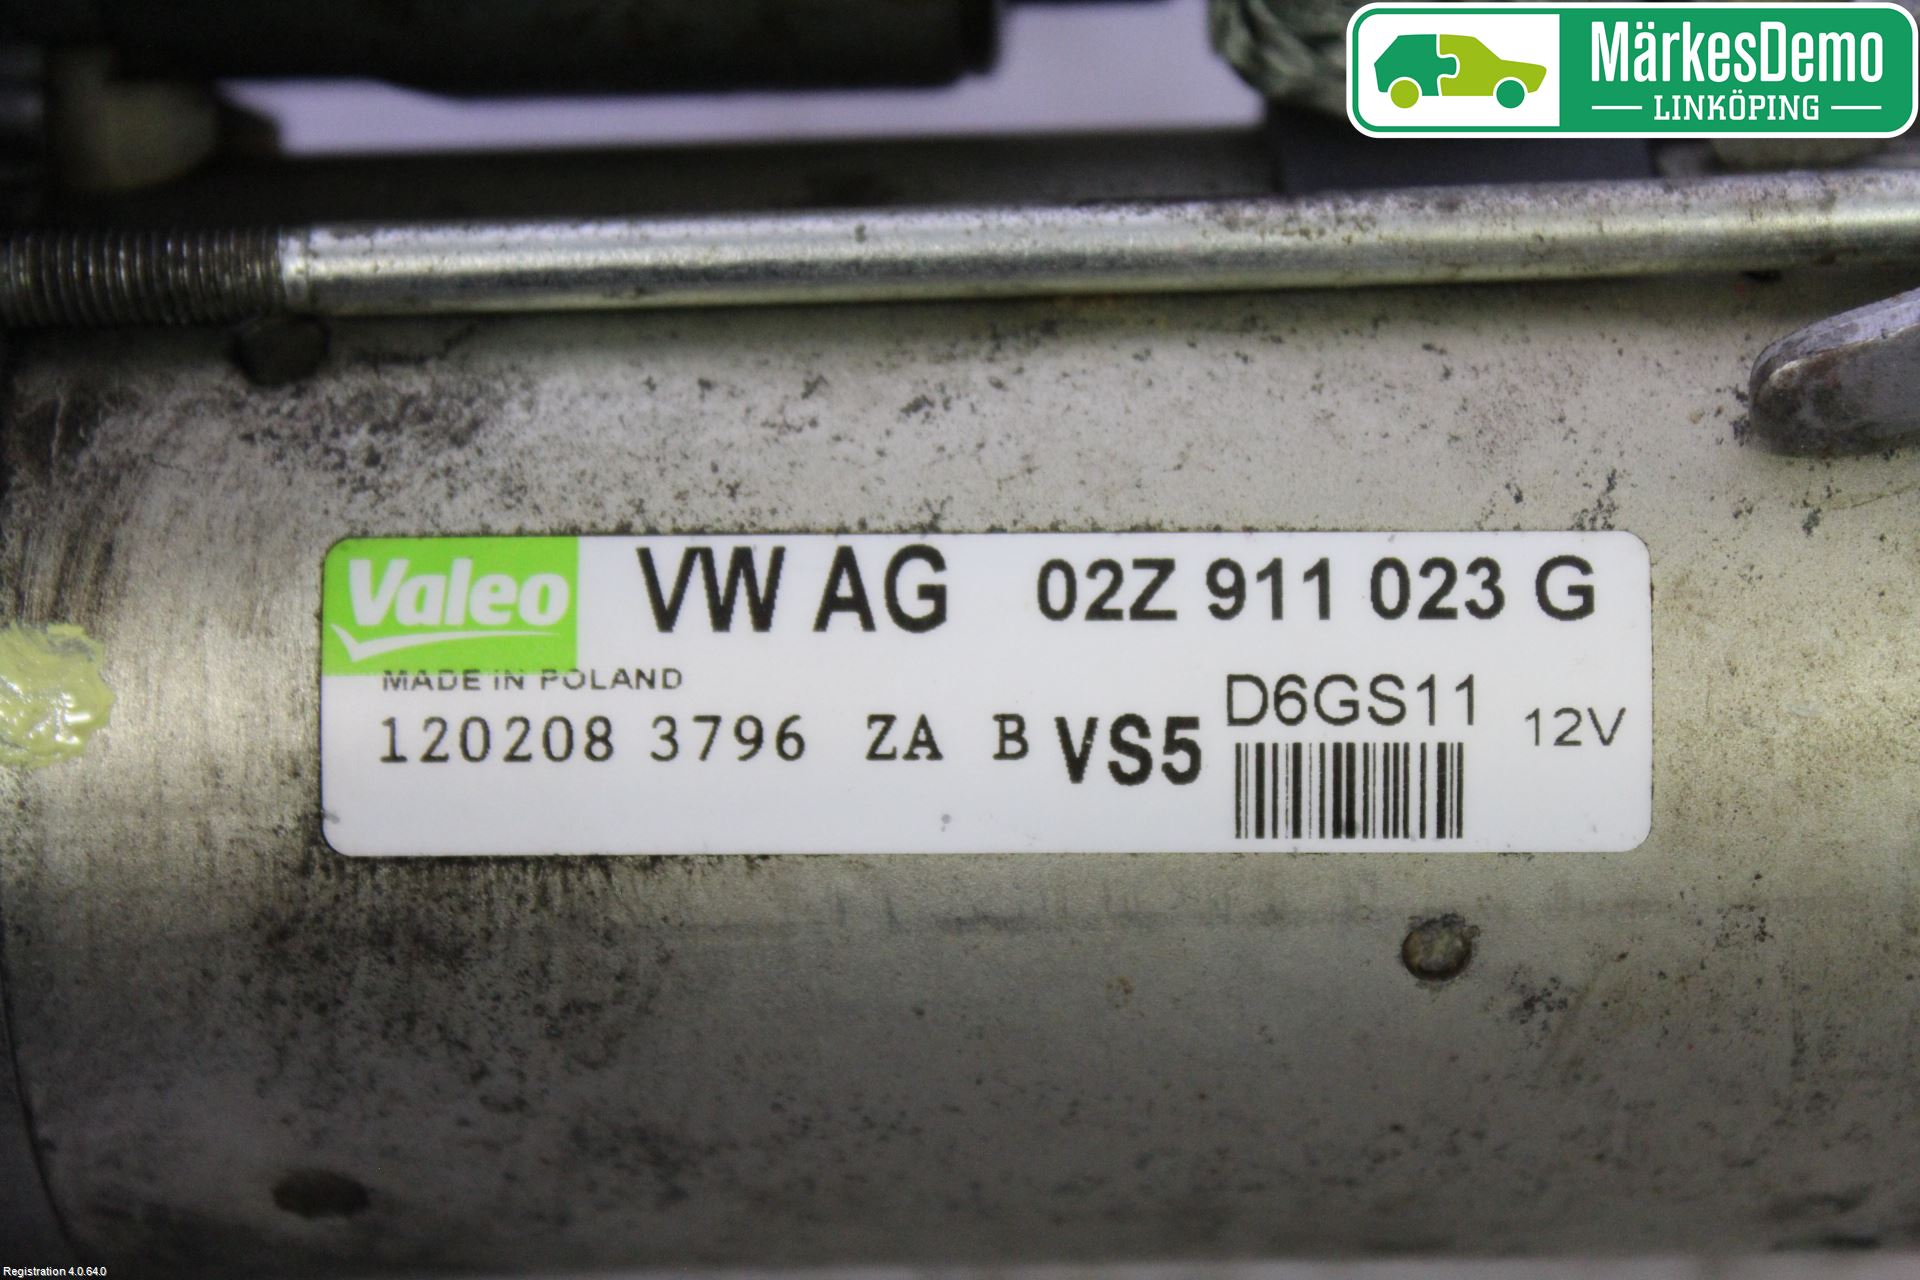 MärkesDemo
LINKÖPING
Valeo VW AG 02Z 911 023 G
MADE IN POLAND
120208 3796 ZA B VS5 D6GS11 12V
Registration 4.0.64.0